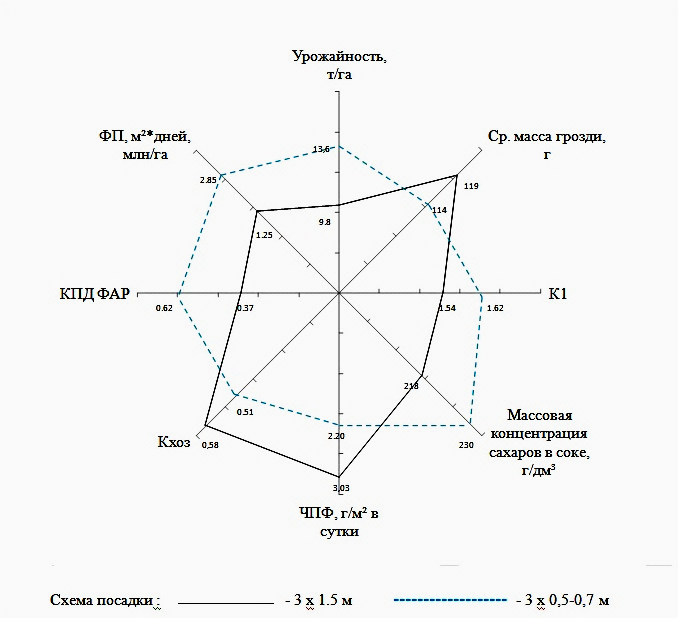 Урожайность,
т/га
ФП, м²*дней,
млн/га
Ср. масса грозди,
г
13,6
2.85
119
114
9.8
1.25
КПД ФАР
К1
0.62
0.37
1.54
1.62
218
0.51
Кхоз
0,58
2.20
230
Массовая
концентрация
сахаров в соке,
г/дм³
3,03
ЧПФ, г/м² в
сутки
Схема посадки: - 3 х 1.5 м - 3 х 0,5-0,7 м